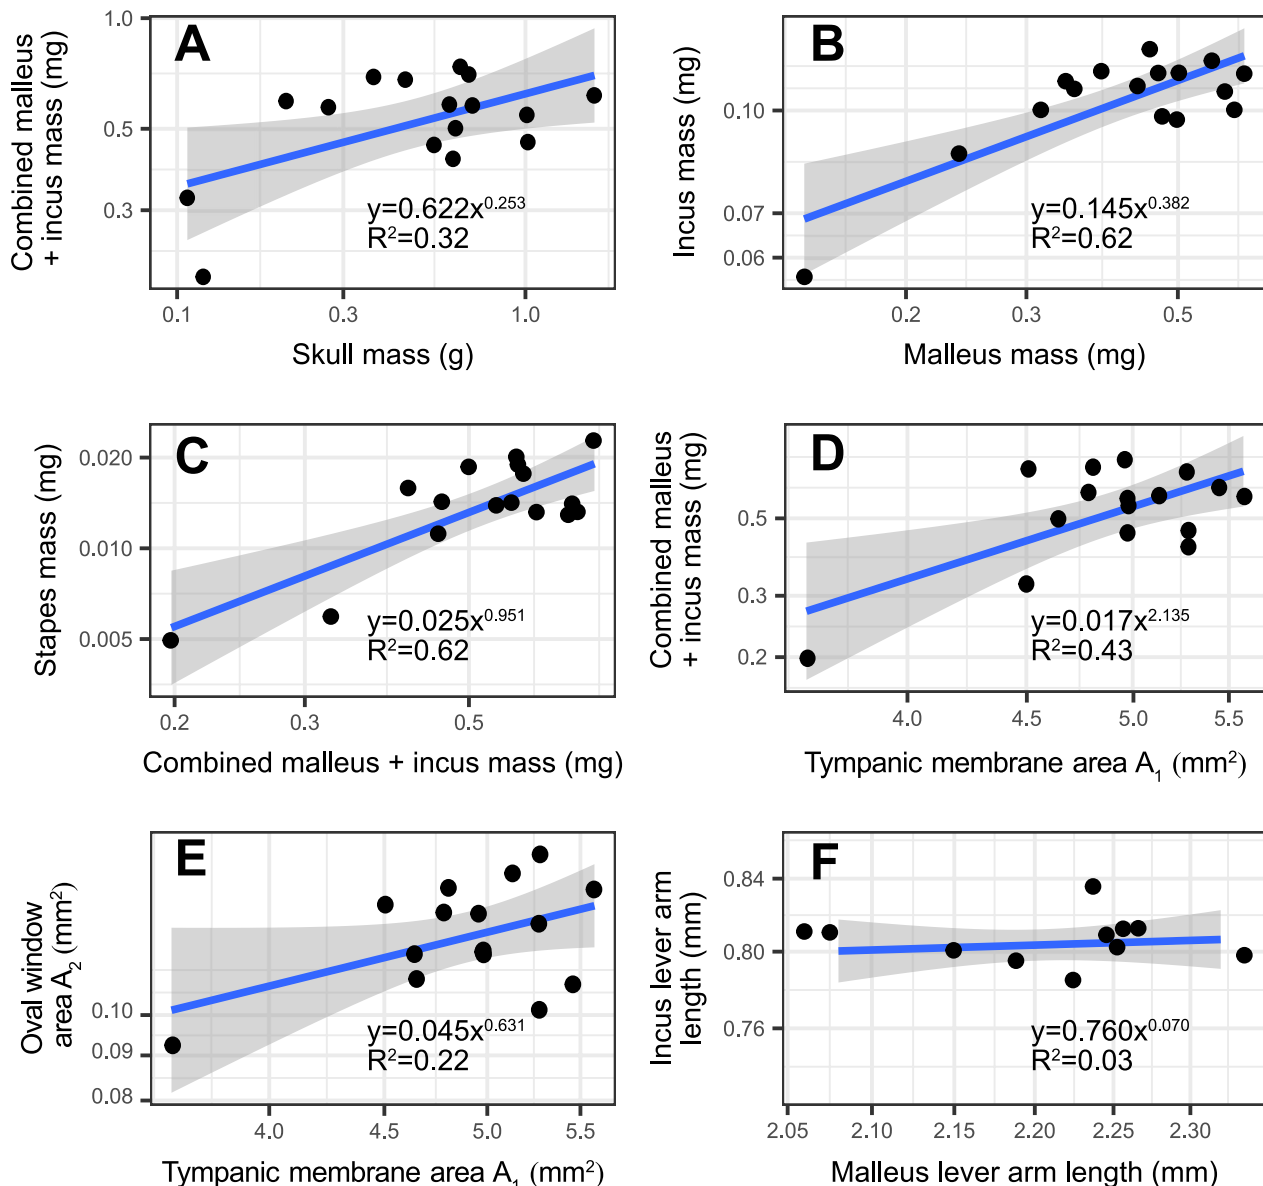 A
Combined malleus
+ incus mass (mg)
1.0
0.5
0.3
0.1
0.3
1.0
y=0.622x^0.253
R²=0.32
Skull mass (g)
B
Incus mass (mg)
0.10
0.07
0.06
0.2
0.3
0.5
y=0.145x^0.382
R²=0.62
Malleus mass (mg)
C
Stapes mass (mg)
0.020
0.010
0.005
0.2
0.3
0.5
y=0.025x^0.951
R²=0.62
Combined malleus + incus mass (mg)
D
Combined malleus
+ incus mass (mg)
0.5
0.3
0.2
4.0
4.5
5.0
5.5
y=0.017x^2.135
R²=0.43
Tympanic membrane area A₁ (mm²)
E
Oval window
area A₂ (mm²)
0.10
0.09
0.08
4.0
4.5
5.0
5.5
y=0.045x^0.631
R²=0.22
Tympanic membrane area A₁ (mm²)
F
Incus lever arm
length (mm)
0.84
0.80
0.76
2.05
2.10
2.15
2.20
2.25
2.30
y=0.760x^0.070
R²=0.03
Malleus lever arm length (mm)